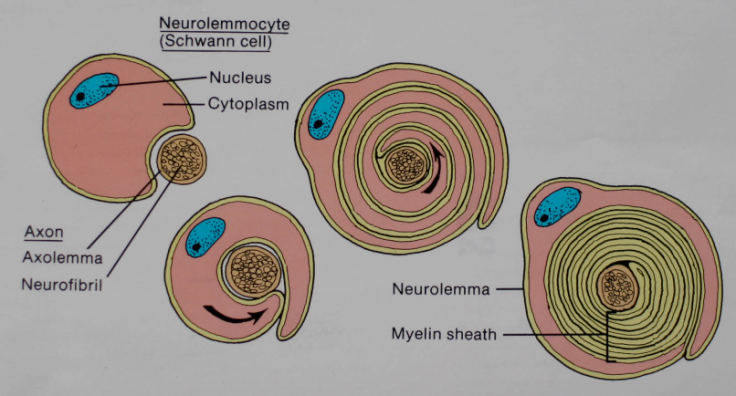 Neurolemmocyte
(Schwann cell)
Nucleus
Cytoplasm
Axon
Axolemma
Neurofibril
Neurolemma
Myelin sheath